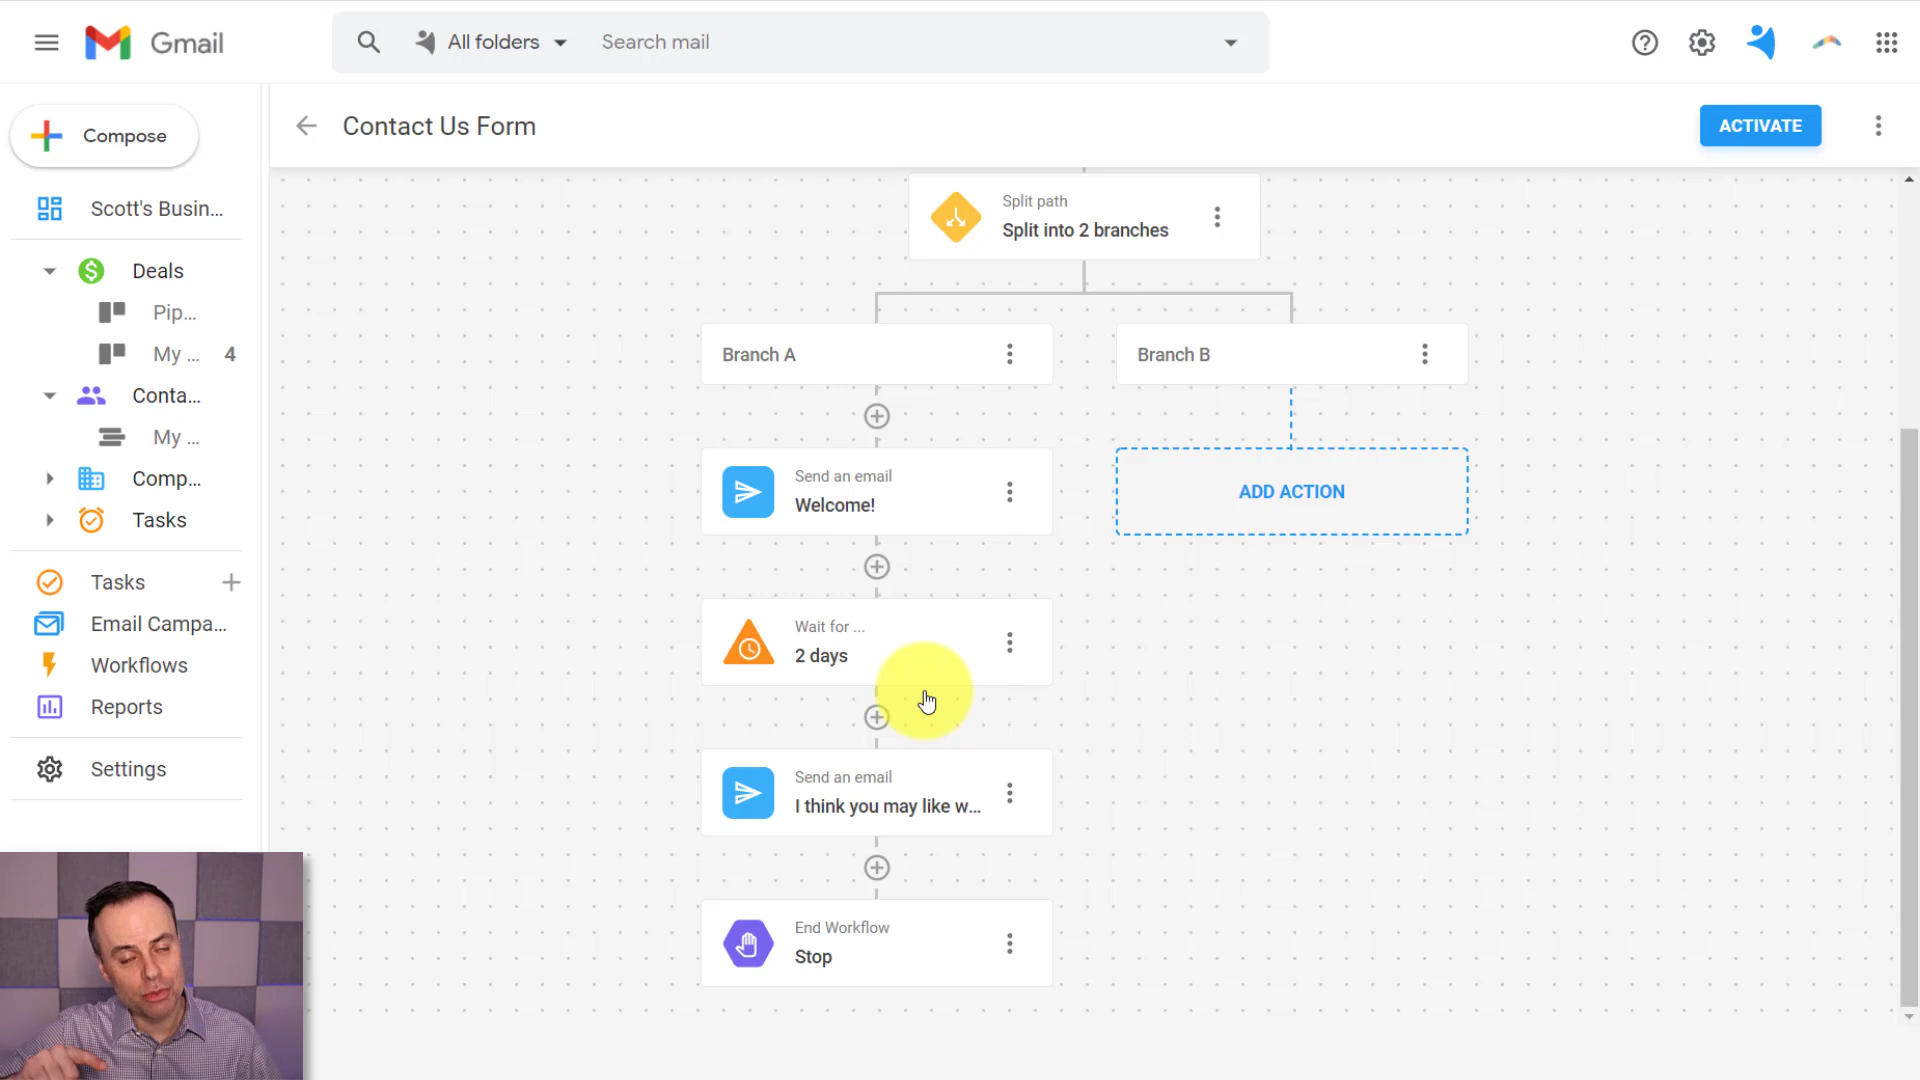 Gmail
All folders
Search mail
Compose
Contact Us Form
ACTIVATE
Scott's Busin...
Deals
Pip...
My ...
4
Conta...
My ...
Comp...
Tasks
Tasks
Email Campa...
Workflows
Reports
Settings
Split path
Split into 2 branches
Branch A
Branch B
Send an email
Welcome!
ADD ACTION
Wait for ...
2 days
Send an email
I think you may like w...
End Workflow
Stop